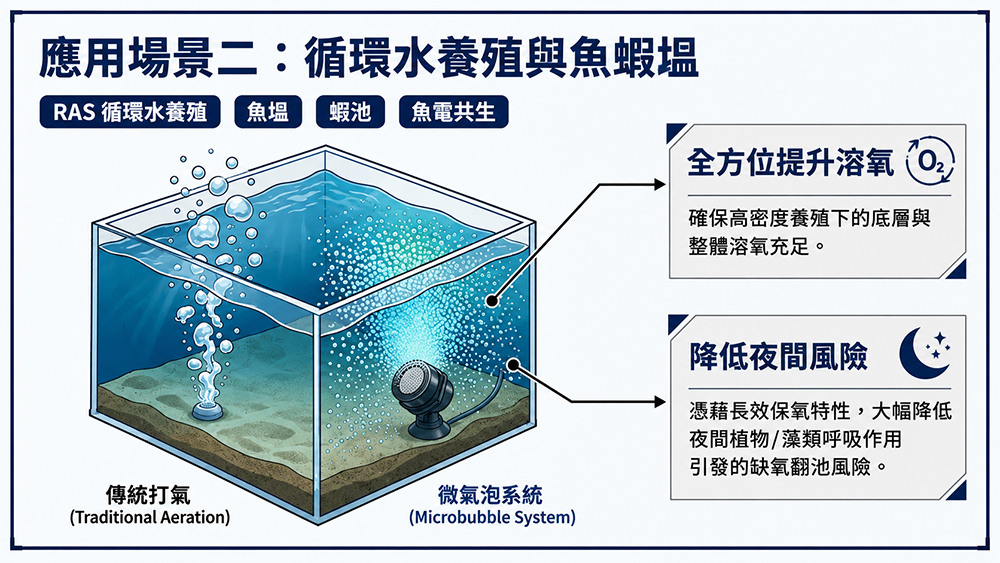 應用場景二：循環水養殖與魚蝦塭
RAS 循環水養殖
魚塭
蝦池
魚電共生
全方位提升溶氧
O₂
確保高密度養殖下的底層與
整體溶氧充足。
降低夜間風險
憑藉長效保氧特性，大幅降低
夜間植物/藻類呼吸作用
引發的缺氧翻池風險。
傳統打氣
(Traditional Aeration)
微氣泡系統
(Microbubble System)